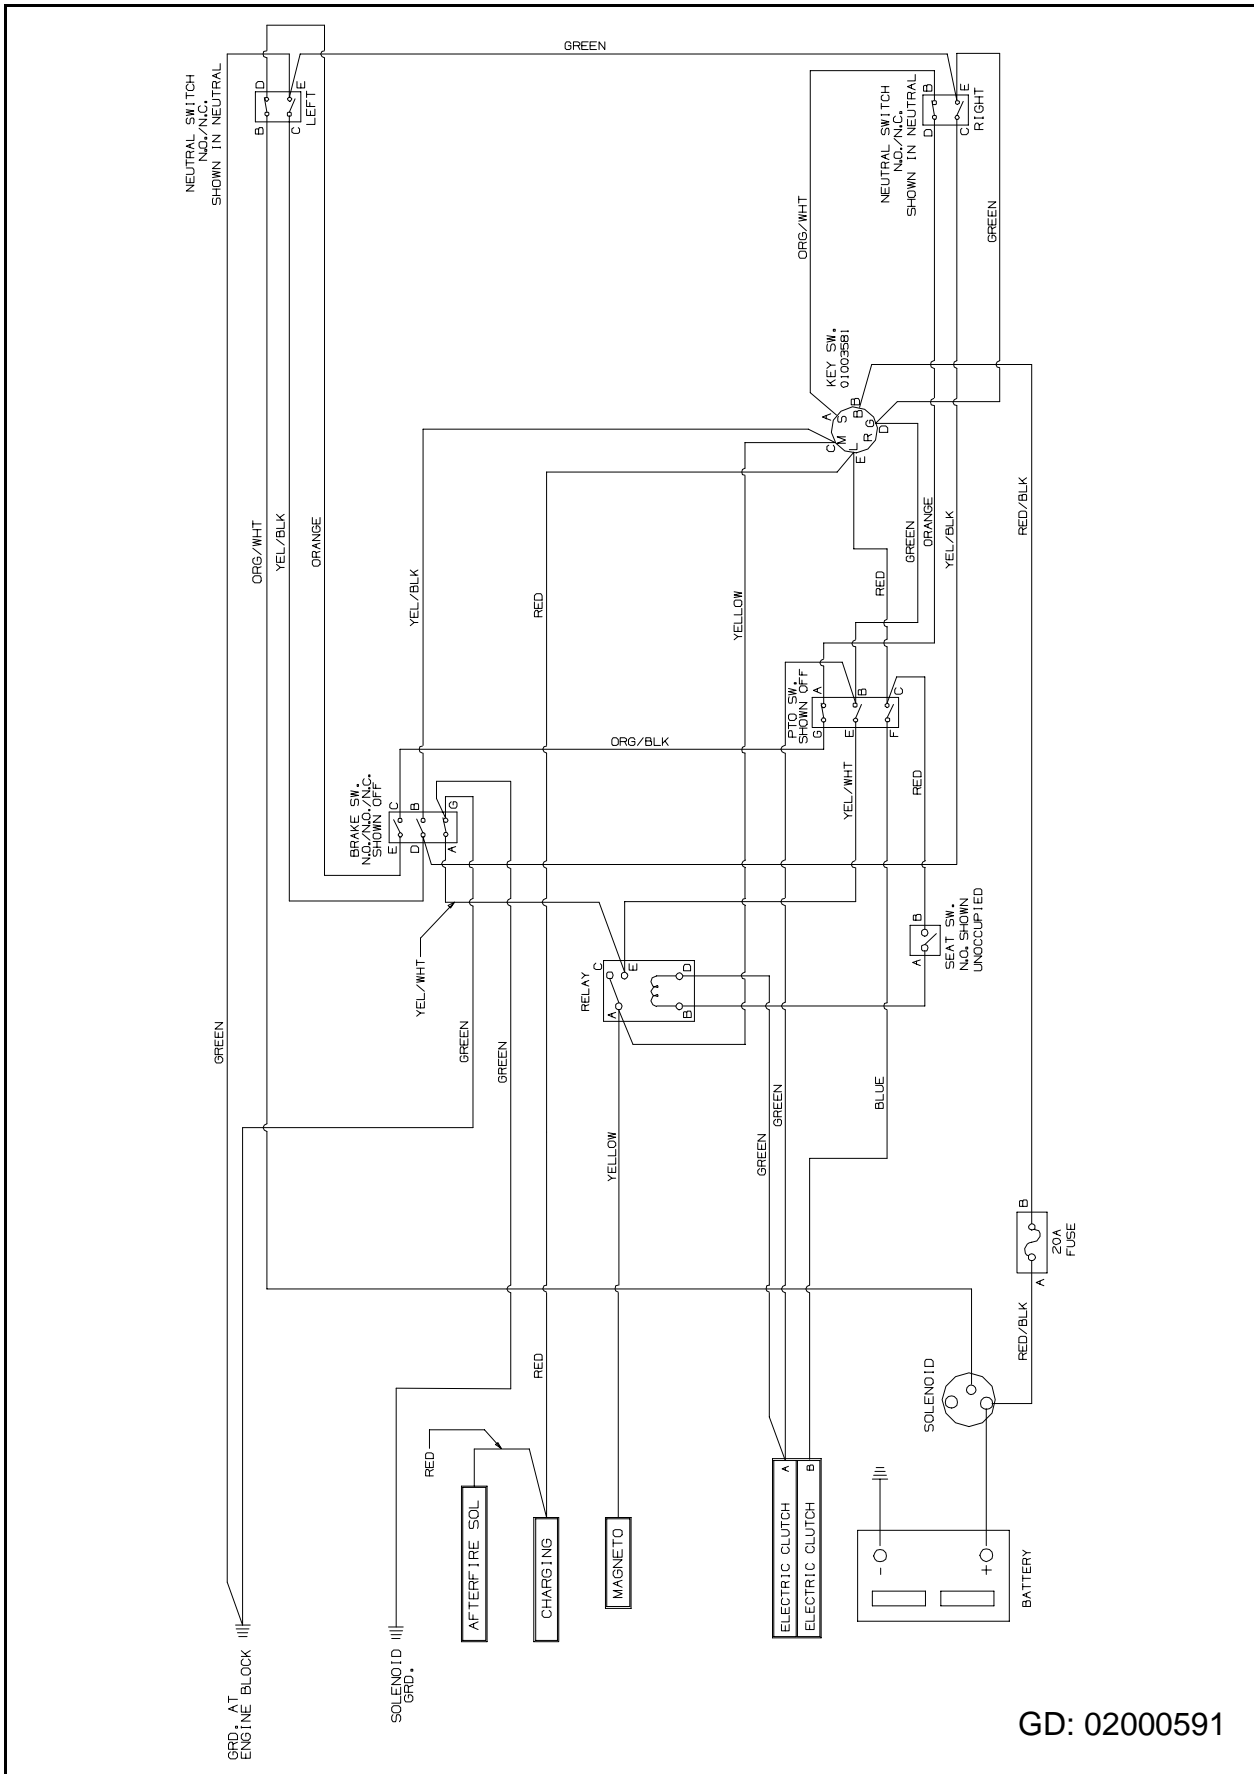 GREEN
NEUTRAL SWITCH
N.O./N.C.
SHOWN IN NEUTRAL
D
E
B
C
LEFT
NEUTRAL SWITCH
N.O./N.C.
SHOWN IN NEUTRAL
B
E
D
C
RIGHT
ORG/WHT
GREEN
KEY SW.
01003581
A
B
S
B
M
G
C
L
R
D
E
ORG/WHT
YEL/BLK
ORANGE
YEL/BLK
RED
YELLOW
RED
GREEN
ORANGE
YEL/BLK
RED/BLK
PTO SW.
SHOWN OFF
A
B
C
G
E
F
ORG/BLK
YEL/WHT
RED
BRAKE SW.
N.O./N.O./N.C.
SHOWN OFF
C
B
G
E
D
A
YEL/WHT
RELAY
C
E
D
A
B
B
A
SEAT SW.
N.O. SHOWN
UNOCCUPIED
GREEN
GREEN
GREEN
YELLOW
GREEN
GREEN
BLUE
B
20A
FUSE
A
RED/BLK
RED
RED
SOLENOID
AFTERFIRE SOL
CHARGING
MAGNETO
ELECTRIC CLUTCH A
ELECTRIC CLUTCH B
-
+
BATTERY
GRD. AT
ENGINE BLOCK
SOLENOID
GRD.
GD: 02000591